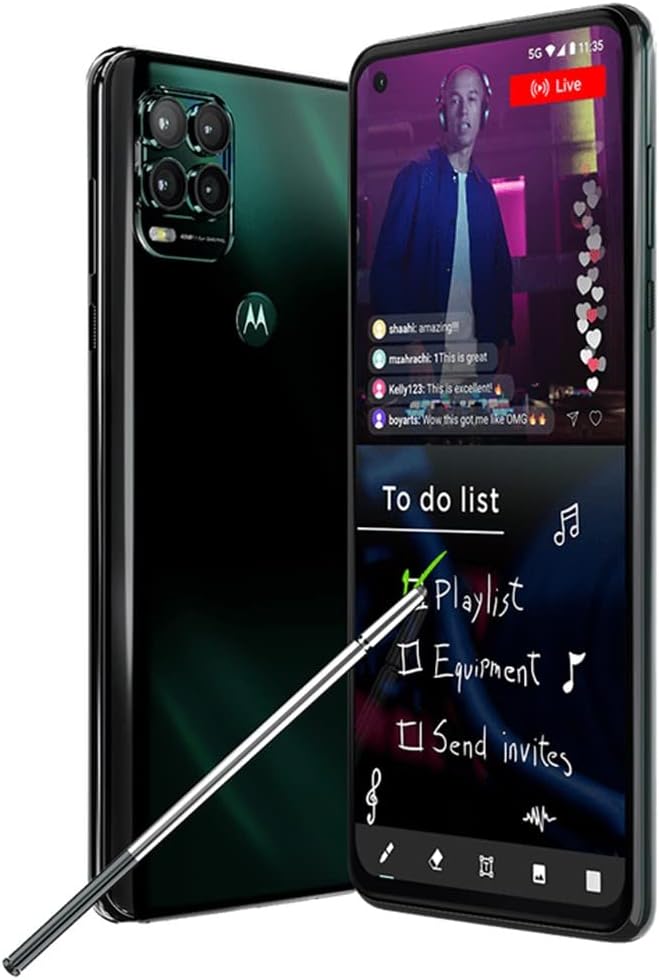 5G 11:35
Live
shaahi: amazing!!!
mzahrachi: 1This is great
Kelly123: This is excellent!🔥
boyarts: Wow this got me like OMG🔥🔥
To do list
Playlist
Equipment
Send invites
T